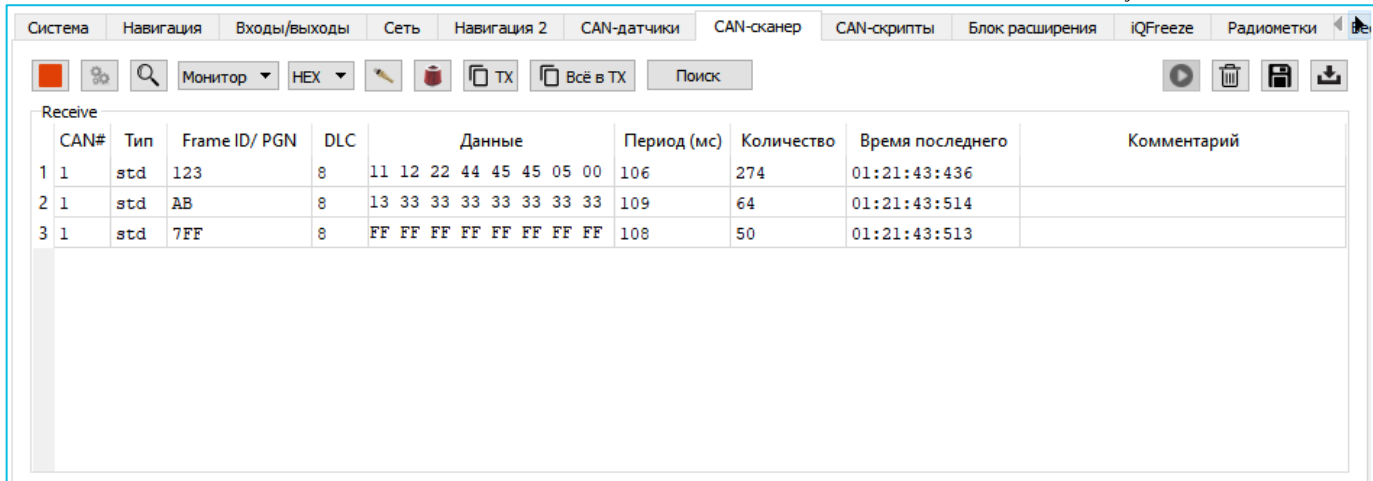 Система Навигация Входы/выходы Сеть Навигация 2 CAN-датчики CAN-сканер CAN-скрипты Блок расширения iQFreeze Радиометки
Монитор HEX TX Всё в TX Поиск
Receive
CAN# Тип Frame ID/ PGN DLC Данные Период (мс) Количество Время последнего Комментарий
1 1 std 123 8 11 12 22 44 45 45 05 00 106 274 01:21:43:436
2 1 std AB 8 13 33 33 33 33 33 33 33 109 64 01:21:43:514
3 1 std 7FF 8 FF FF FF FF FF FF FF FF 108 50 01:21:43:513